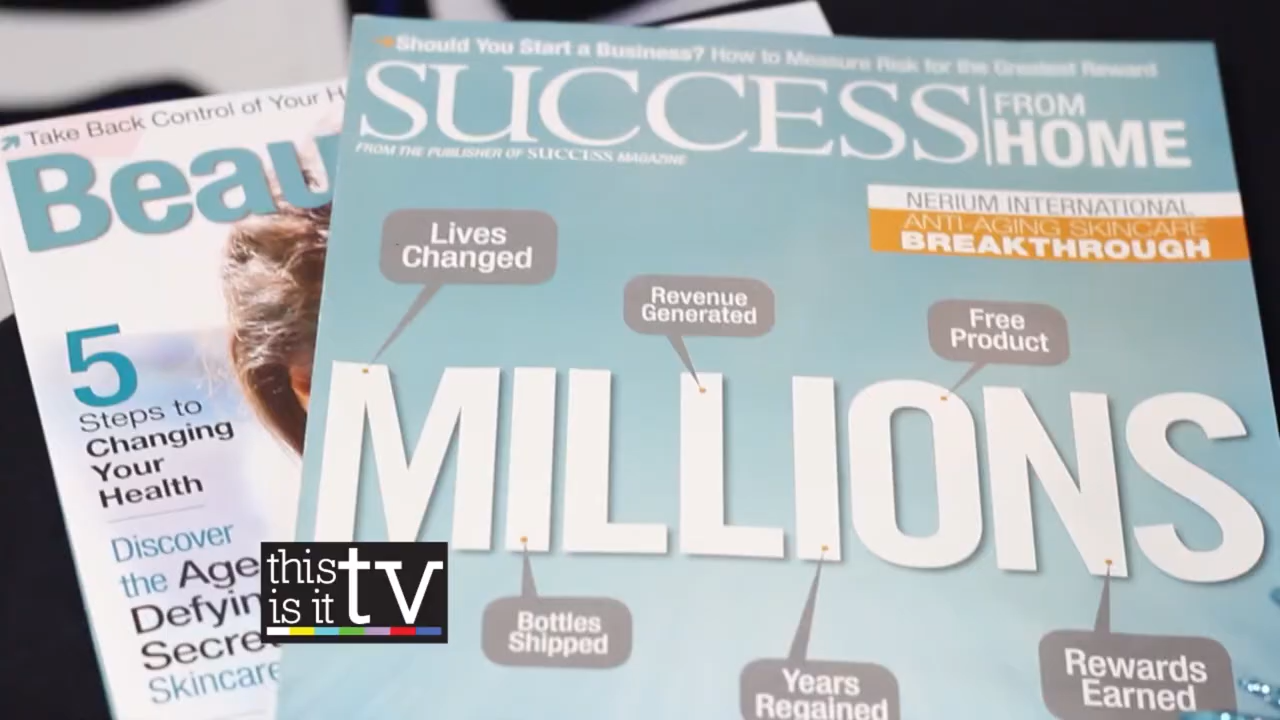 Should You Start a Business? How to Measure Risk for the Greatest Reward
SUCCESS FROM HOME
FROM THE PUBLISHER OF SUCCESS MAGAZINE
NERIUM INTERNATIONAL
ANTI-AGING SKINCARE
BREAKTHROUGH
Lives
Changed
Revenue
Generated
Free
Product
MILLIONS
Bottles
Shipped
Years
Regained
Rewards
Earned
Take Back Control of Your H
Beau
5
Steps to
Changing
Your
Health
Discover
the Age
Defyin
Secre
Skincare
this
is it
tv